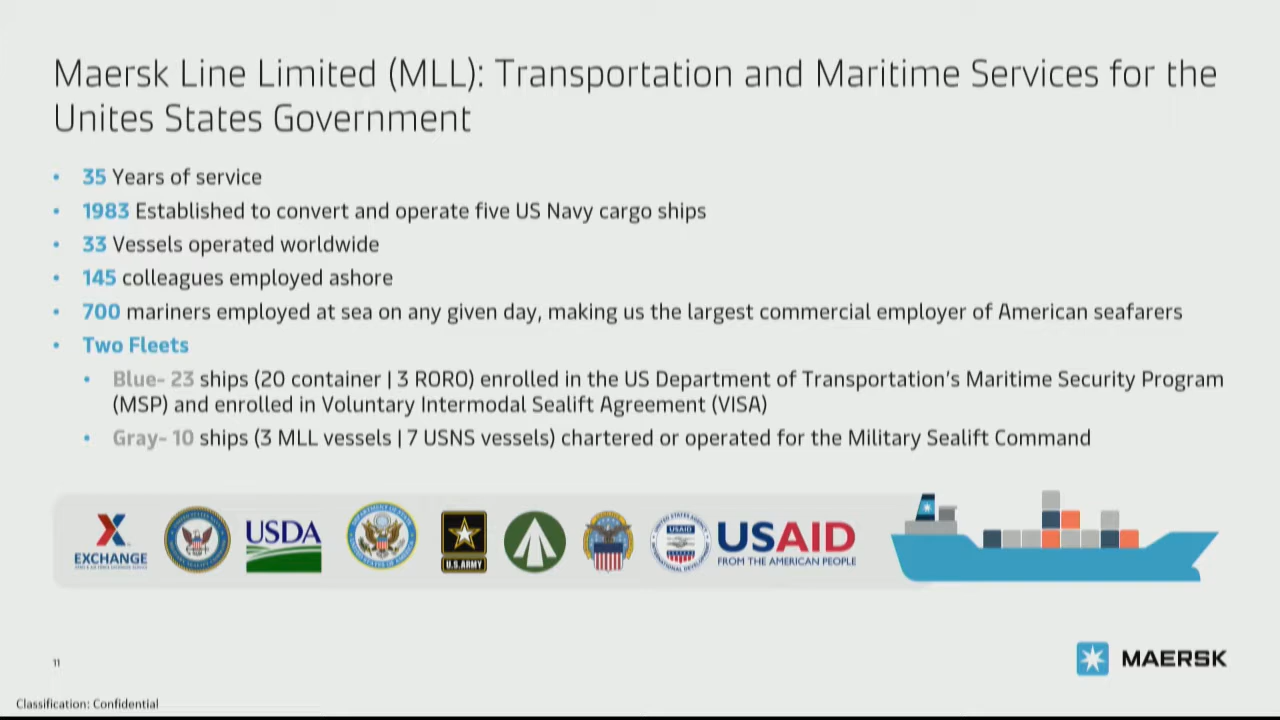 Maersk Line Limited (MLL): Transportation and Maritime Services for the
Unites States Government
• 35 Years of service
• 1983 Established to convert and operate five US Navy cargo ships
• 33 Vessels operated worldwide
• 145 colleagues employed ashore
• 700 mariners employed at sea on any given day, making us the largest commercial employer of American seafarers
• Two Fleets
• Blue- 23 ships (20 container | 3 RORO) enrolled in the US Department of Transportation's Maritime Security Program
(MSP) and enrolled in Voluntary Intermodal Sealift Agreement (VISA)
• Gray- 10 ships (3 MLL vessels | 7 USNS vessels) chartered or operated for the Military Sealift Command
X
EXCHANGE
USDA
U.S.ARMY
USAID
USAID
FROM THE AMERICAN PEOPLE
11
MAERSK
Classification: Confidential